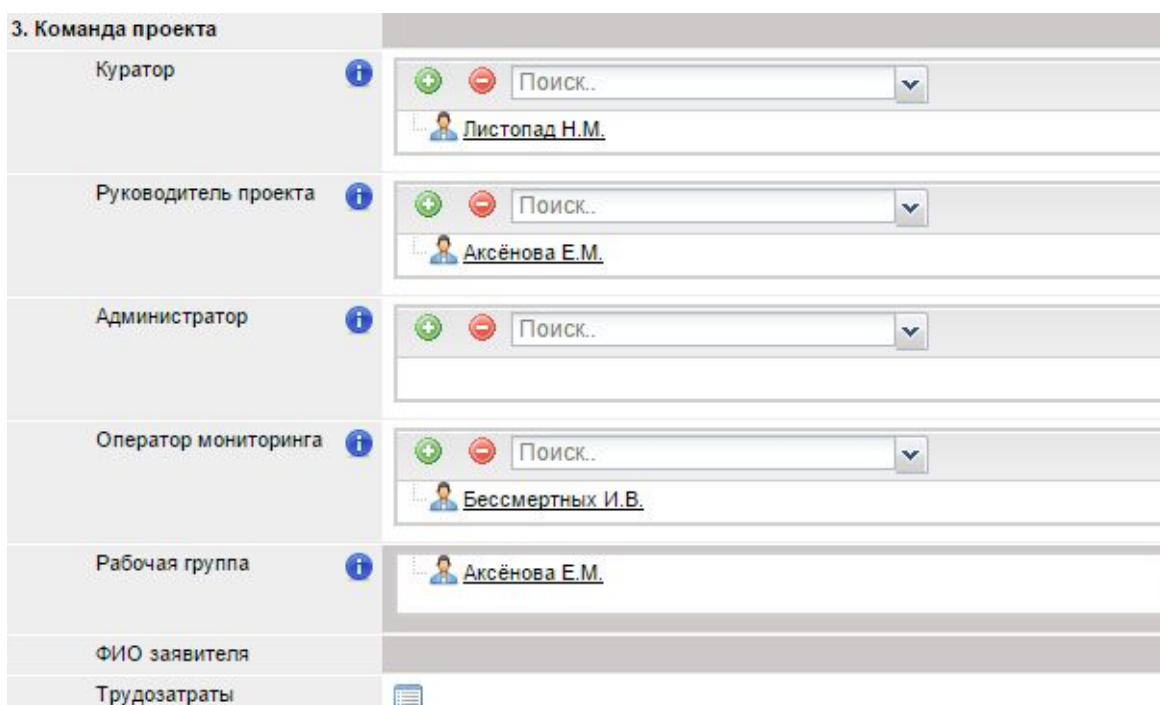 3. Команда проекта
Куратор
Поиск..
Листопад Н.М.
Руководитель проекта
Поиск..
Аксёнова Е.М.
Администратор
Поиск..
Оператор мониторинга
Поиск..
Бессмертных И.В.
Рабочая группа
Аксёнова Е.М.
ФИО заявителя
Трудозатраты